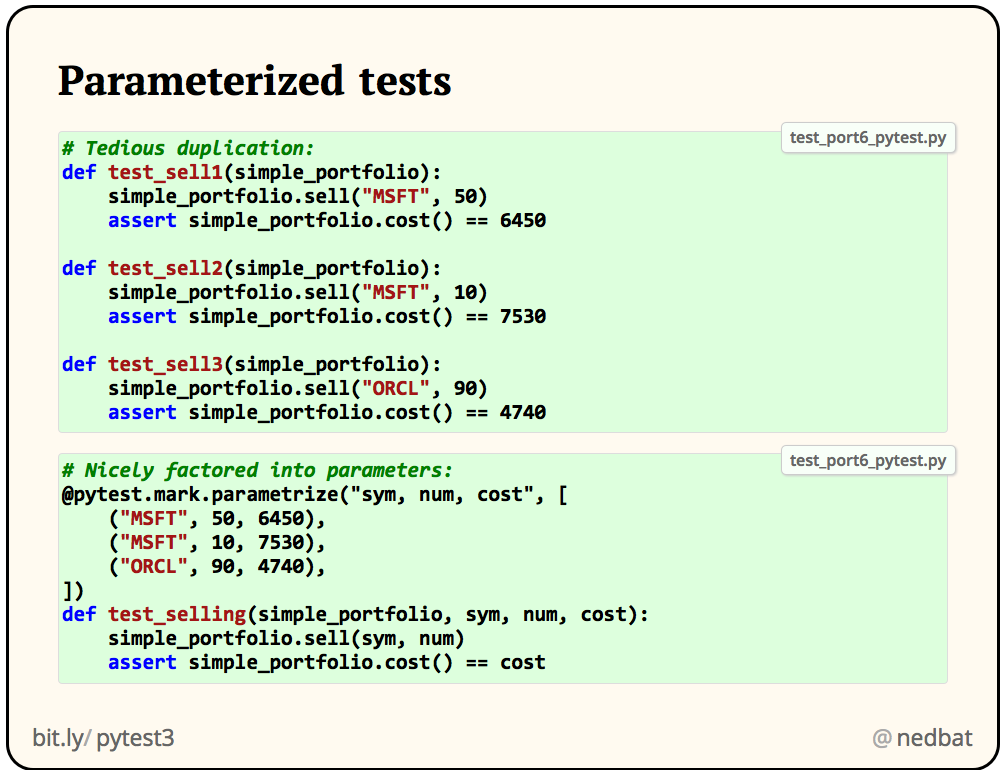 Parameterized tests
test_port6_pytest.py
# Tedious duplication:
def test_sell1(simple_portfolio):
    simple_portfolio.sell("MSFT", 50)
    assert simple_portfolio.cost() == 6450

def test_sell2(simple_portfolio):
    simple_portfolio.sell("MSFT", 10)
    assert simple_portfolio.cost() == 7530

def test_sell3(simple_portfolio):
    simple_portfolio.sell("ORCL", 90)
    assert simple_portfolio.cost() == 4740

test_port6_pytest.py
# Nicely factored into parameters:
@pytest.mark.parametrize("sym, num, cost", [
    ("MSFT", 50, 6450),
    ("MSFT", 10, 7530),
    ("ORCL", 90, 4740),
])
def test_selling(simple_portfolio, sym, num, cost):
    simple_portfolio.sell(sym, num)
    assert simple_portfolio.cost() == cost
bit.ly/pytest3
@nedbat